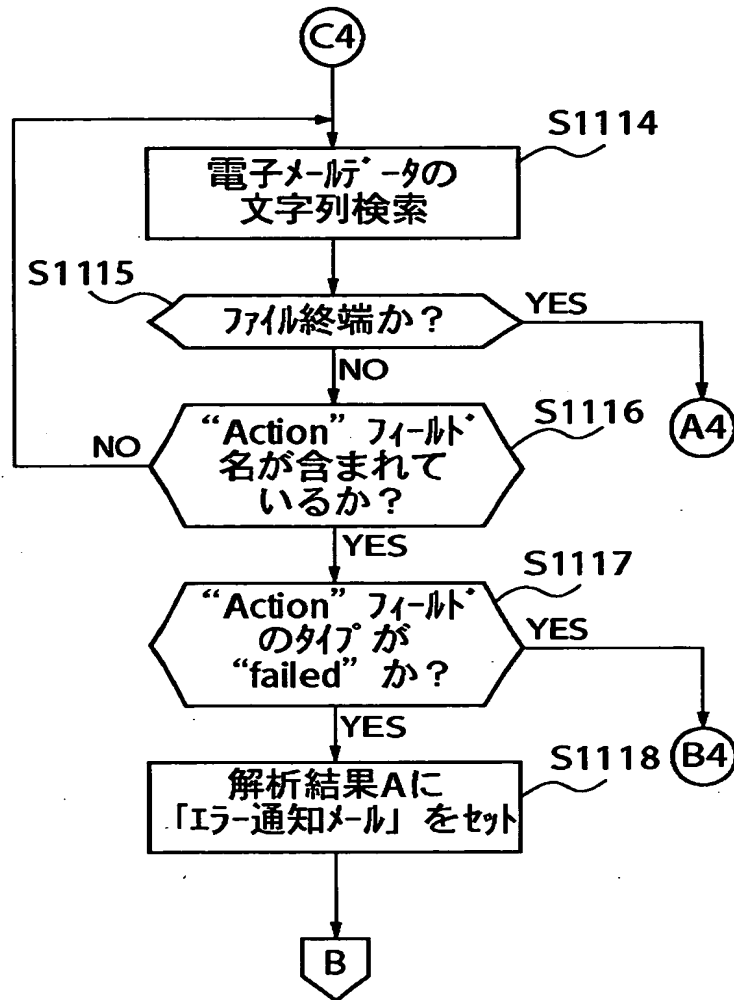 C4
S1114
電子ﾒｰﾙﾃﾞｰﾀの
文字列検索
S1115
ﾌｧｲﾙ終端か？
YES
NO
A4
S1116
“Action” ﾌｨｰﾙﾄﾞ
名が含まれて
いるか？
NO
YES
S1117
“Action” ﾌｨｰﾙﾄﾞ
のﾀｲﾌﾟが
“failed” か？
YES
YES
B4
S1118
解析結果Aに
「ｴﾗｰ通知ﾒｰﾙ」をｾｯﾄ
B